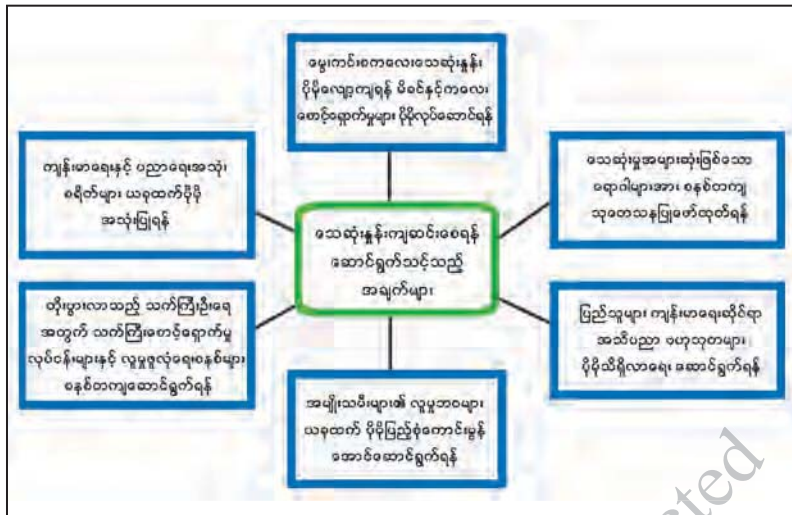 မွေးကင်းစကလေးသေဆုံးနှုန်း
ပိုမိုလျော့ကျရန် မိခင်နှင့်ကလေး
စောင့်ရှောက်မှုများ ပိုမိုလုပ်ဆောင်ရန်
ကျန်းမာရေးနှင့် ပညာရေးအသုံး
စရိတ်များ ယခုထက်ပိုမို
အသုံးပြုရန်
သေဆုံးမှုအများဆုံးဖြစ်သော
ရောဂါများအား စနစ်တကျ
သုတေသနပြုဖော်ထုတ်ရန်
သေဆုံးနှုန်းကျဆင်းစေရန်
ဆောင်ရွက်သင့်သည့်
အချက်များ
တိုးပွားလာသည့် သက်ကြီးဦးရေ
အတွက် သက်ကြီးစောင့်ရှောက်မှု
လုပ်ငန်းများနှင့် လူမှုဖူလုံရေးစနစ်များ
စနစ်တကျဆောင်ရွက်ရန်
ပြည်သူများ ကျန်းမာရေးဆိုင်ရာ
အသိပညာ ဗဟုသုတများ
ပိုမိုသိရှိလာရေး ဆောင်ရွက်ရန်
အမျိုးသမီးများ၏ လူမှုဘဝများ
ယခုထက် ပိုမိုပြည့်စုံကောင်းမွန်
အောင်ဆောင်ရွက်ရန်